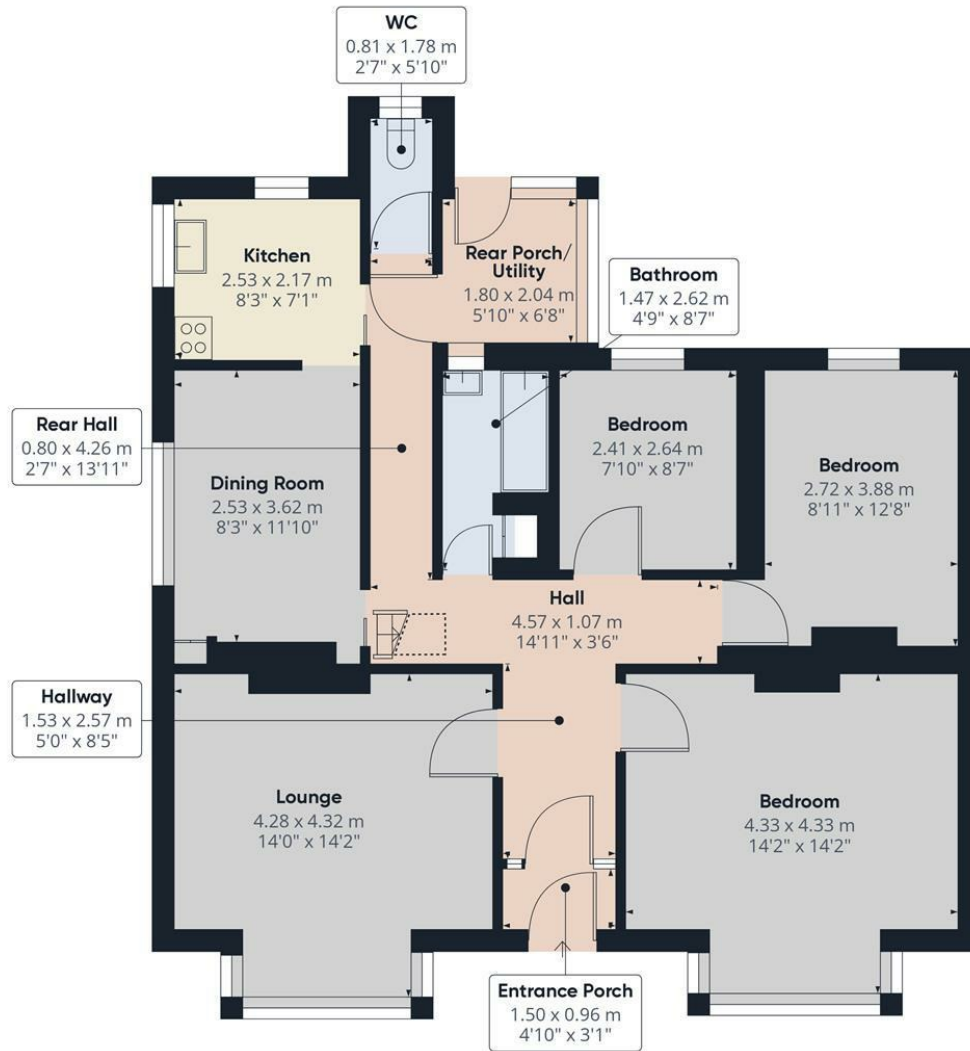 WC
0.81 x 1.78 m
2'7" x 5'10"
Kitchen
2.53 x 2.17 m
8'3" x 7'1"
Rear Porch/
Utility
1.80 x 2.04 m
5'10" x 6'8"
Bathroom
1.47 x 2.62 m
4'9" x 8'7"
Rear Hall
0.80 x 4.26 m
2'7" x 13'11"
Dining Room
2.53 x 3.62 m
8'3" x 11'10"
Bedroom
2.41 x 2.64 m
7'10" x 8'7"
Bedroom
2.72 x 3.88 m
8'11" x 12'8"
Hall
4.57 x 1.07 m
14'11" x 3'6"
Hallway
1.53 x 2.57 m
5'0" x 8'5"
Lounge
4.28 x 4.32 m
14'0" x 14'2"
Bedroom
4.33 x 4.33 m
14'2" x 14'2"
Entrance Porch
1.50 x 0.96 m
4'10" x 3'1"